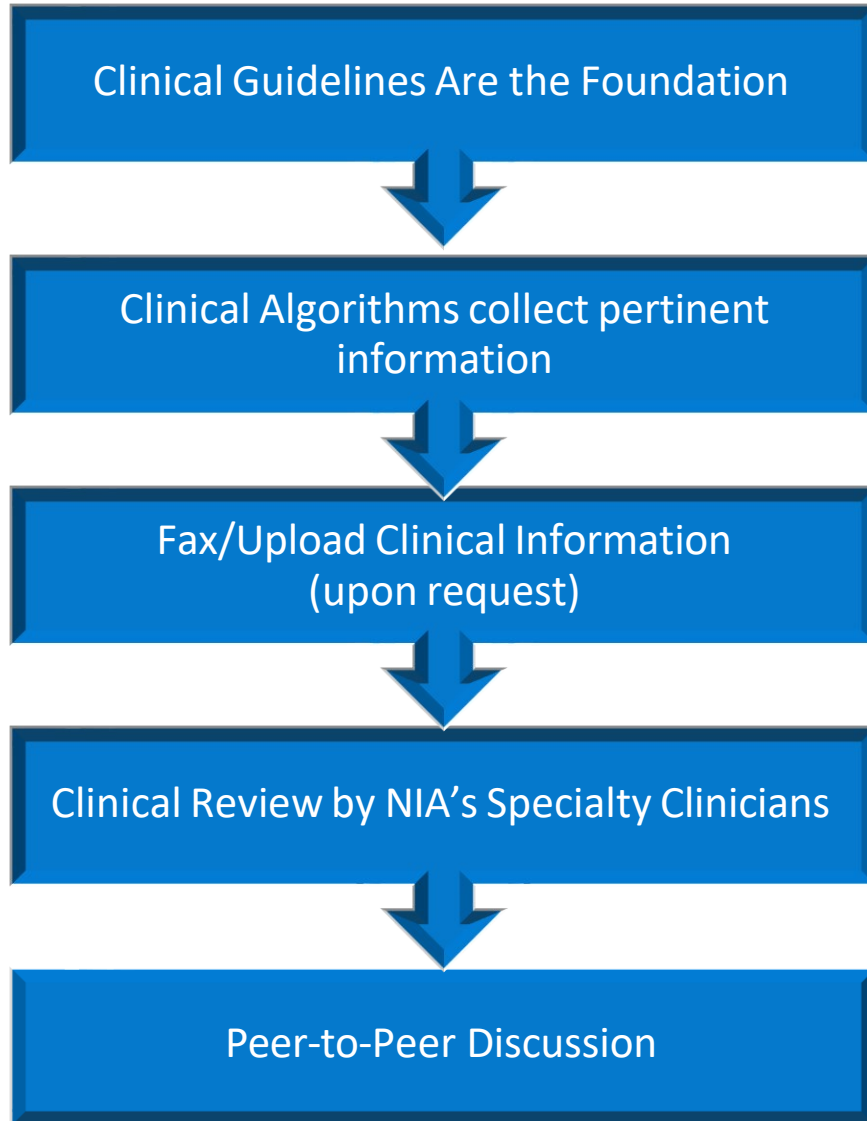 Clinical Guidelines Are the Foundation
Clinical Algorithms collect pertinent
information
Fax/Upload Clinical Information
(upon request)
Clinical Review by NIA’s Specialty Clinicians
Peer-to-Peer Discussion